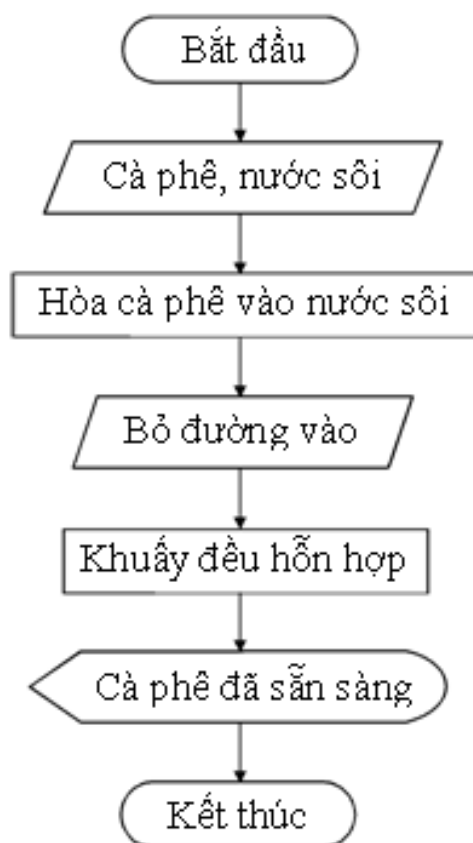 Bắt đầu
Cà phê, nước sôi
Hòa cà phê vào nước sôi
Bỏ đường vào
Khuấy đều hỗn hợp
Cà phê đã sẵn sàng
Kết thúc